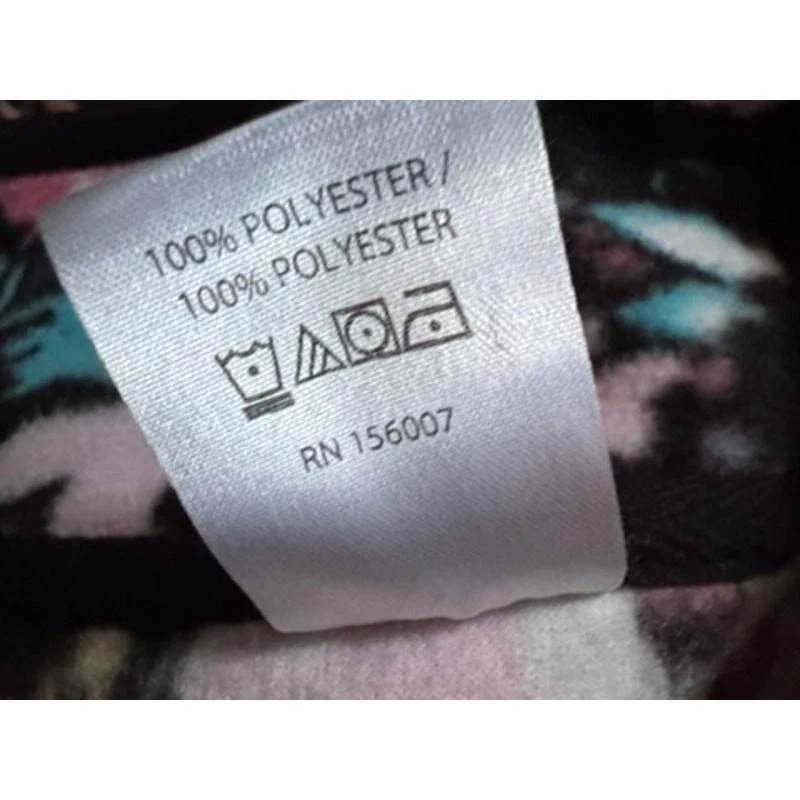 100% POLYESTER /
100% POLYESTER
RN 156007